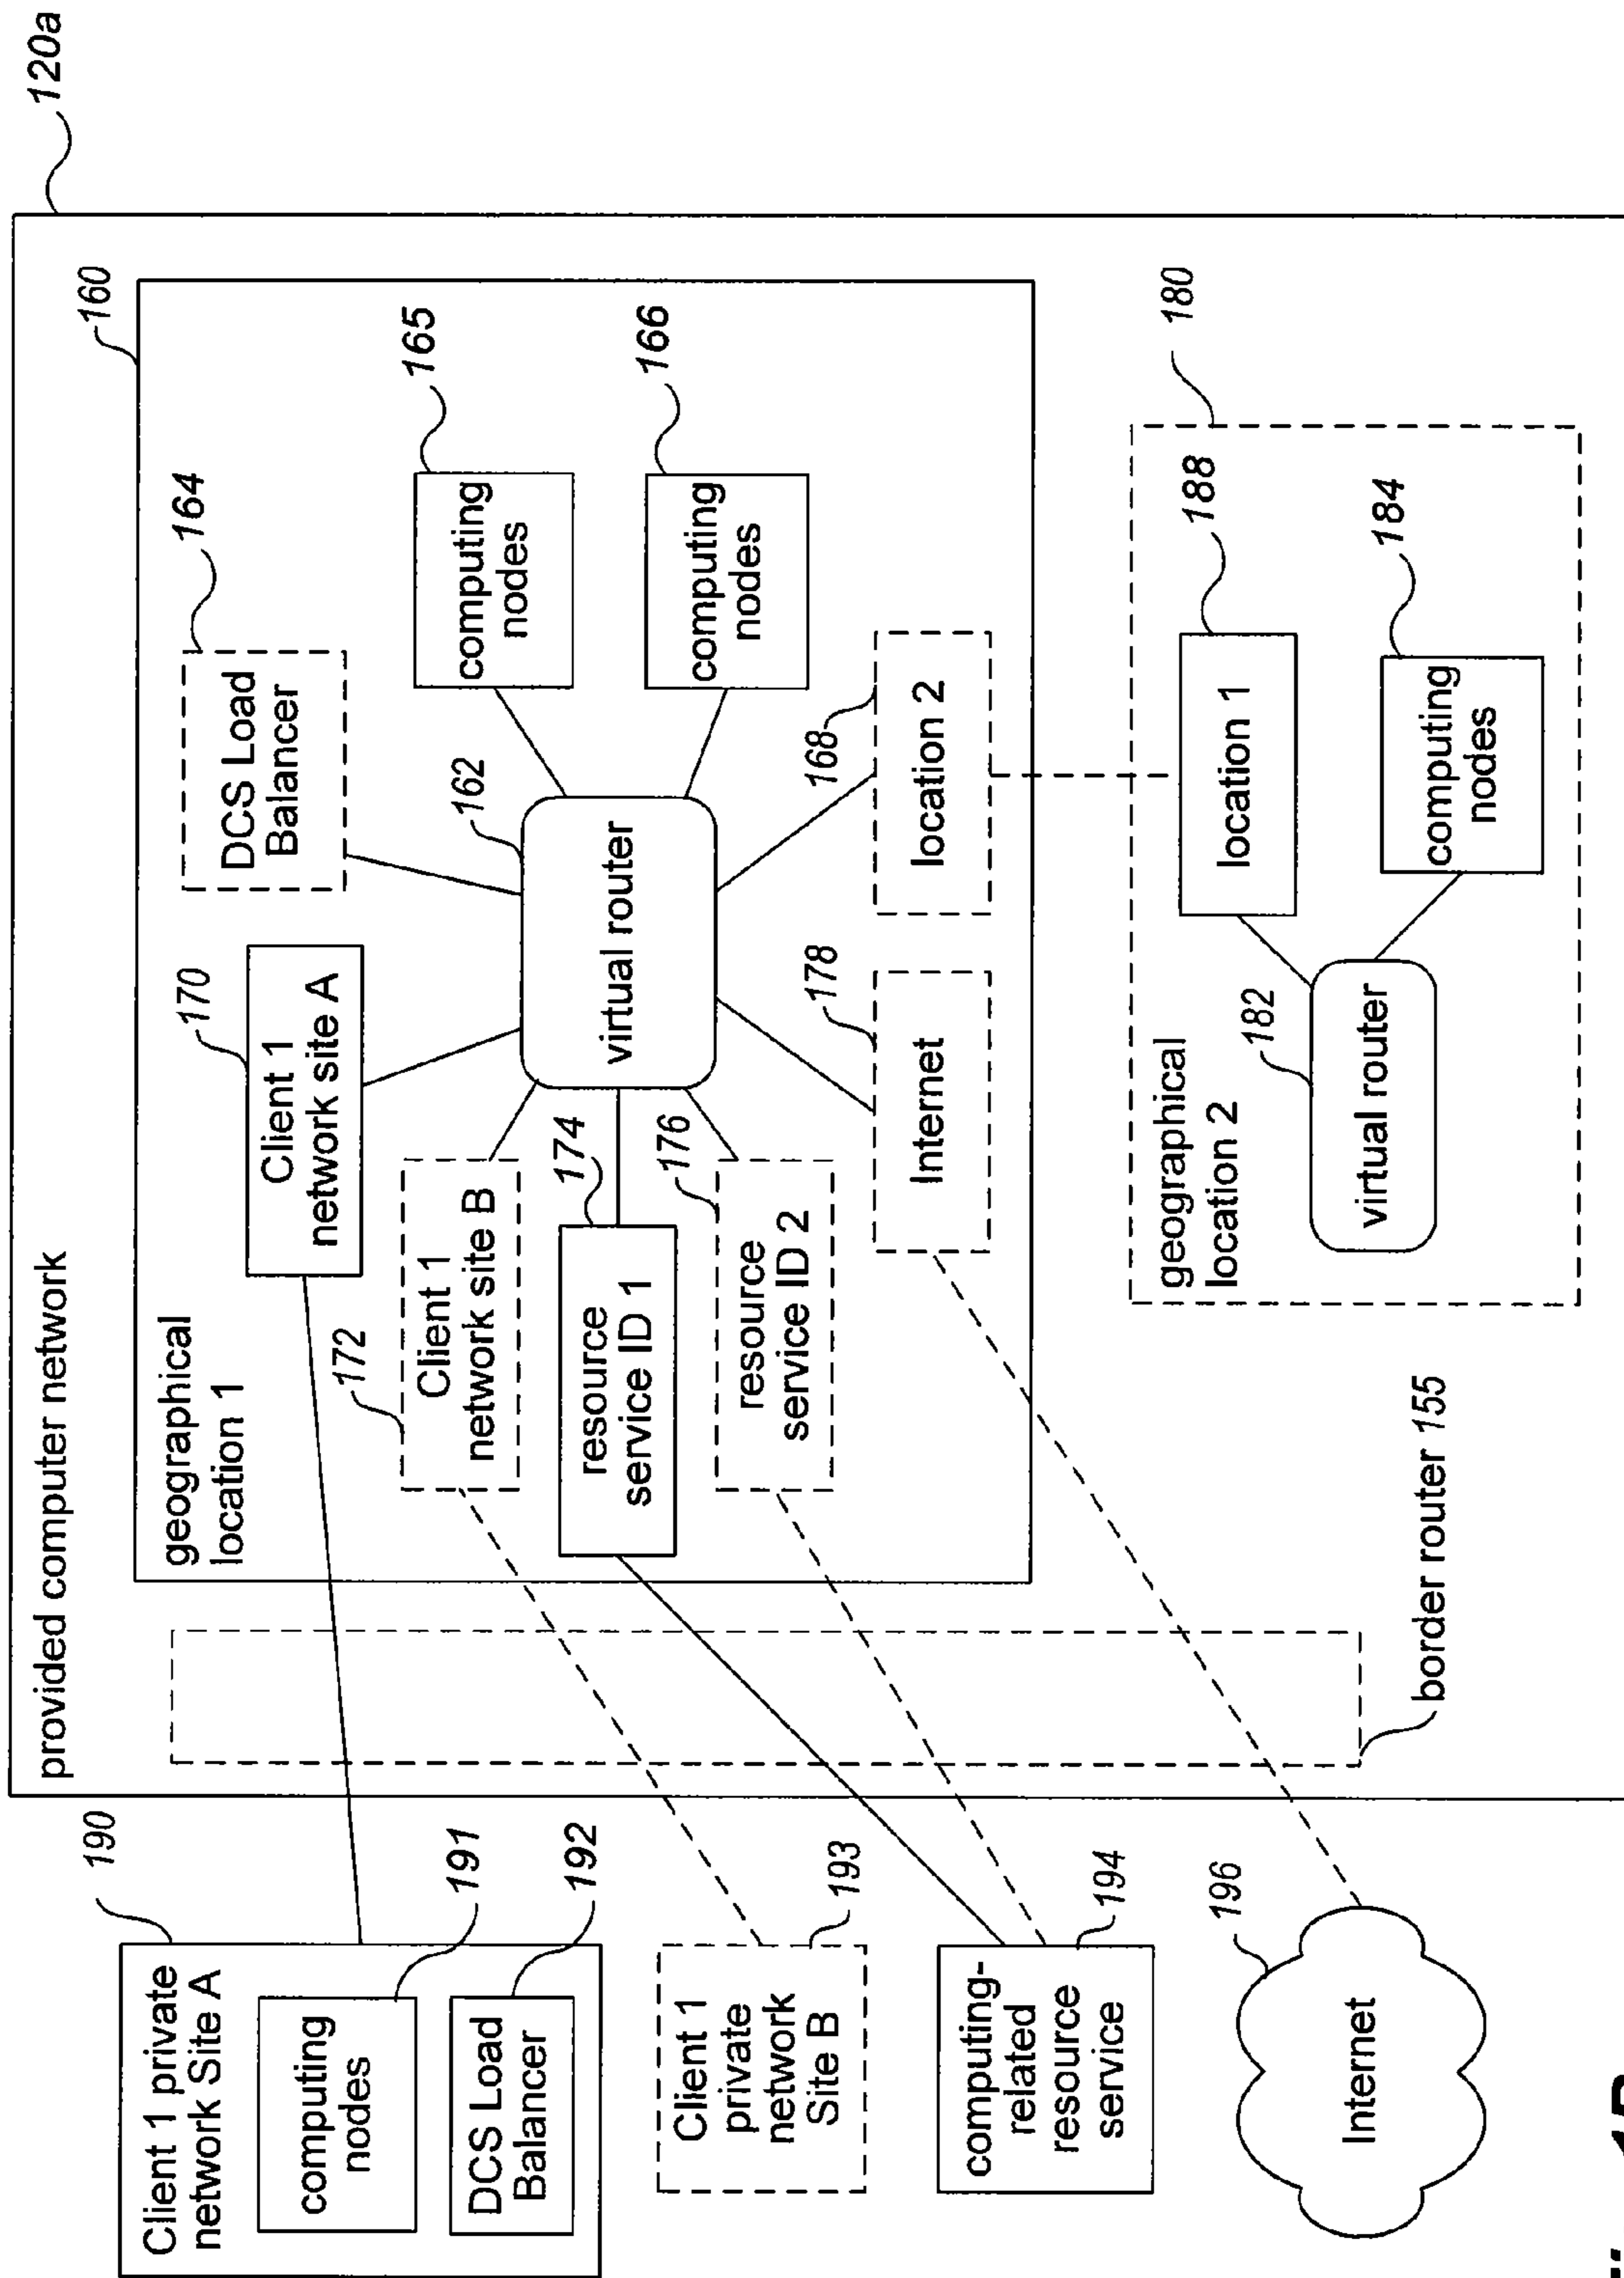 120a
provided computer network
160
geographical
location 1
170
Client 1
network site A
164
DCS Load
Balancer
165
computing
nodes
166
computing
nodes
162
virtual router
172
Client 1
network site B
174
resource
service ID 1
176
resource
service ID 2
178
Internet
168
location 2
180
geographical
location 2
182
virtual router
188
location 1
184
computing
nodes
border router 155
190
Client 1 private
network Site A
191
computing
nodes
192
DCS Load
Balancer
193
Client 1
private
network
Site B
194
computing-
related
resource
service
196
Internet